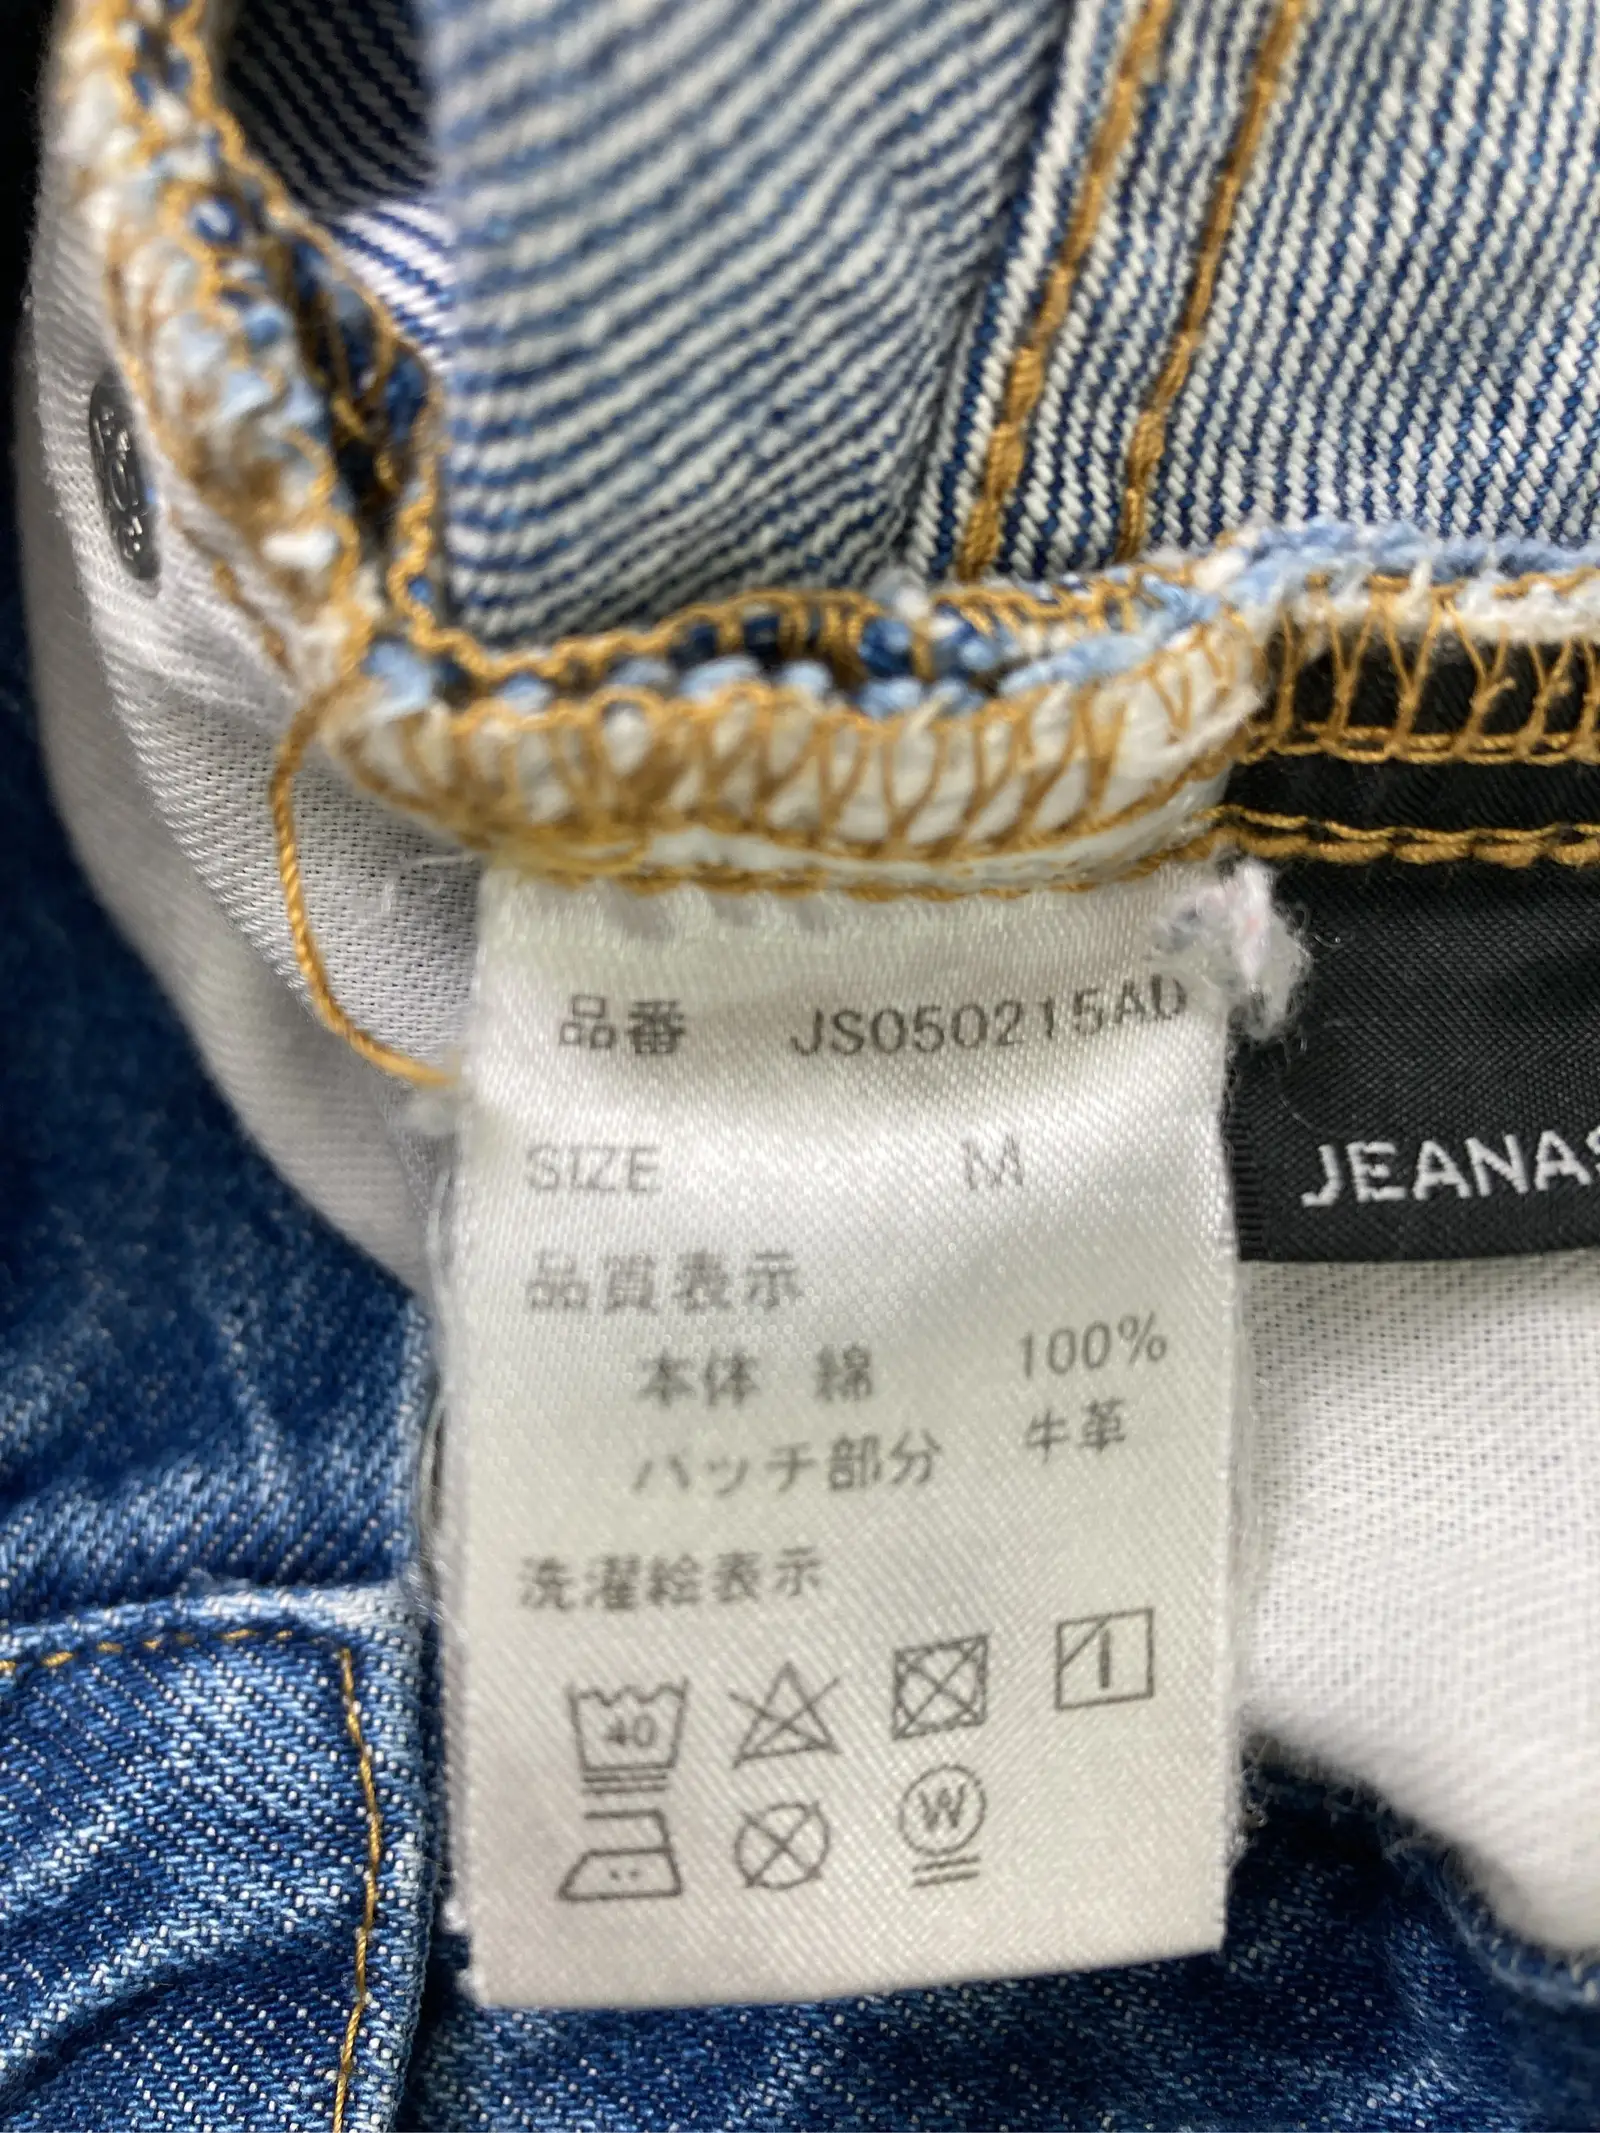 品番 JS050215AD
SIZE M
品質表示
本体 綿 100%
パッチ部分 牛革
洗濯絵表示
40
W
JEANAS